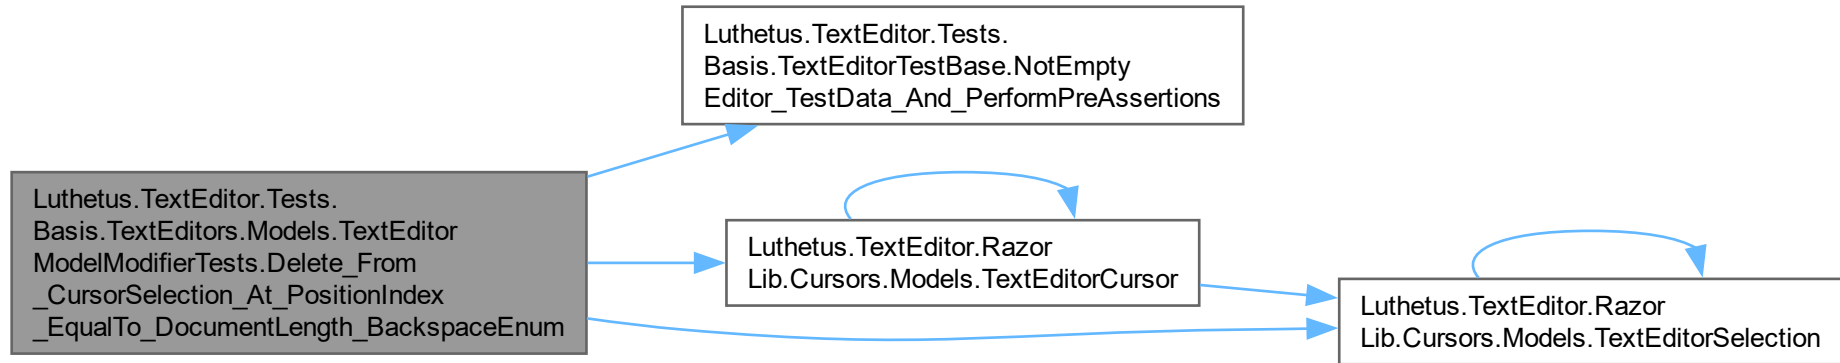 Luthetus.TextEditor.Tests.
Basis.TextEditorTestBase.NotEmpty
Editor_TestData_And_PerformPreAssertions
Luthetus.TextEditor.Tests.
Basis.TextEditors.Models.TextEditor
ModelModifierTests.Delete_From
_CursorSelection_At_PositionIndex
_EqualTo_DocumentLength_BackspaceEnum
Luthetus.TextEditor.Razor
Lib.Cursors.Models.TextEditorCursor
Luthetus.TextEditor.Razor
Lib.Cursors.Models.TextEditorSelection